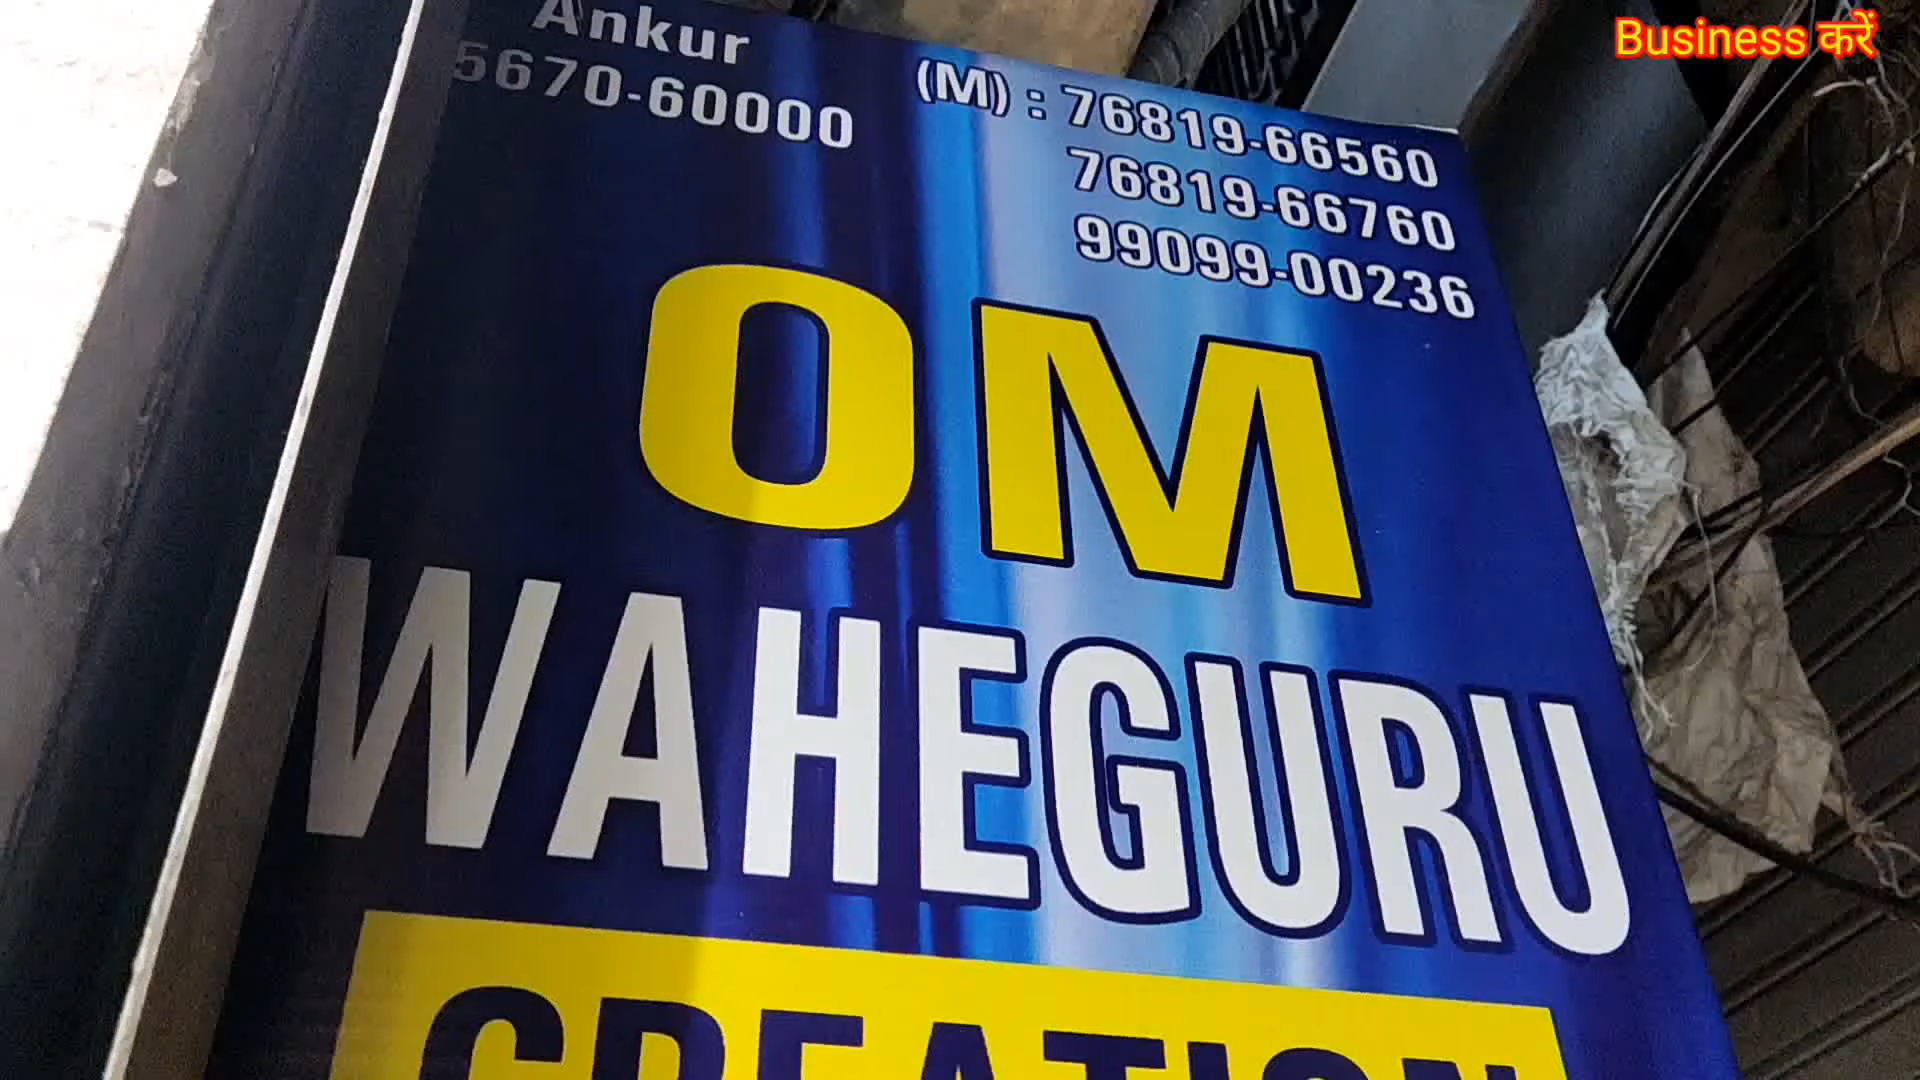 Business करें
Ankur
5670-60000
(M) : 76819-66560
76819-66760
99099-00236
OM
WAHEGURU
CREATION